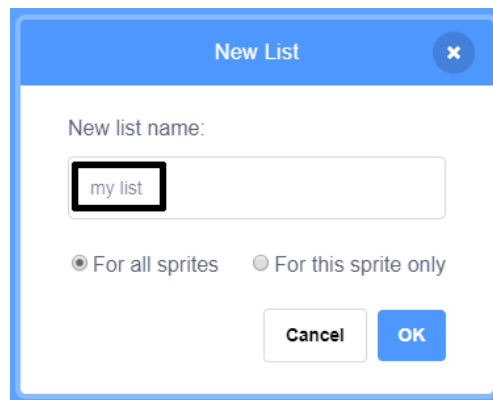 New List
New list name:
my list
For all sprites For this sprite only
Cancel OK